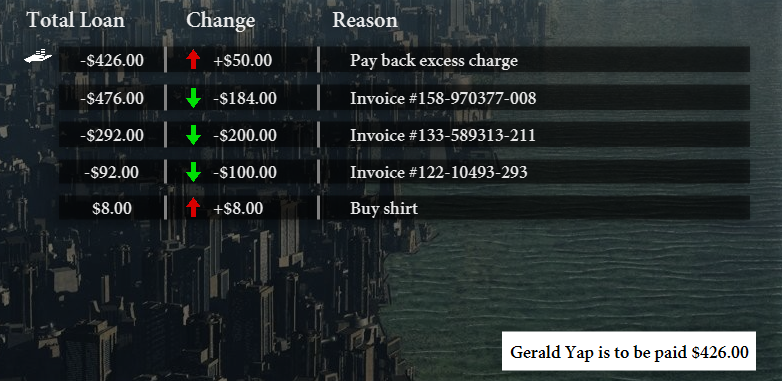 Total Loan Change Reason
-$426.00 +$50.00 Pay back excess charge
-$476.00 -$184.00 Invoice #158-970377-008
-$292.00 -$200.00 Invoice #133-589313-211
-$92.00 -$100.00 Invoice #122-10493-293
$8.00 +$8.00 Buy shirt
Gerald Yap is to be paid $426.00